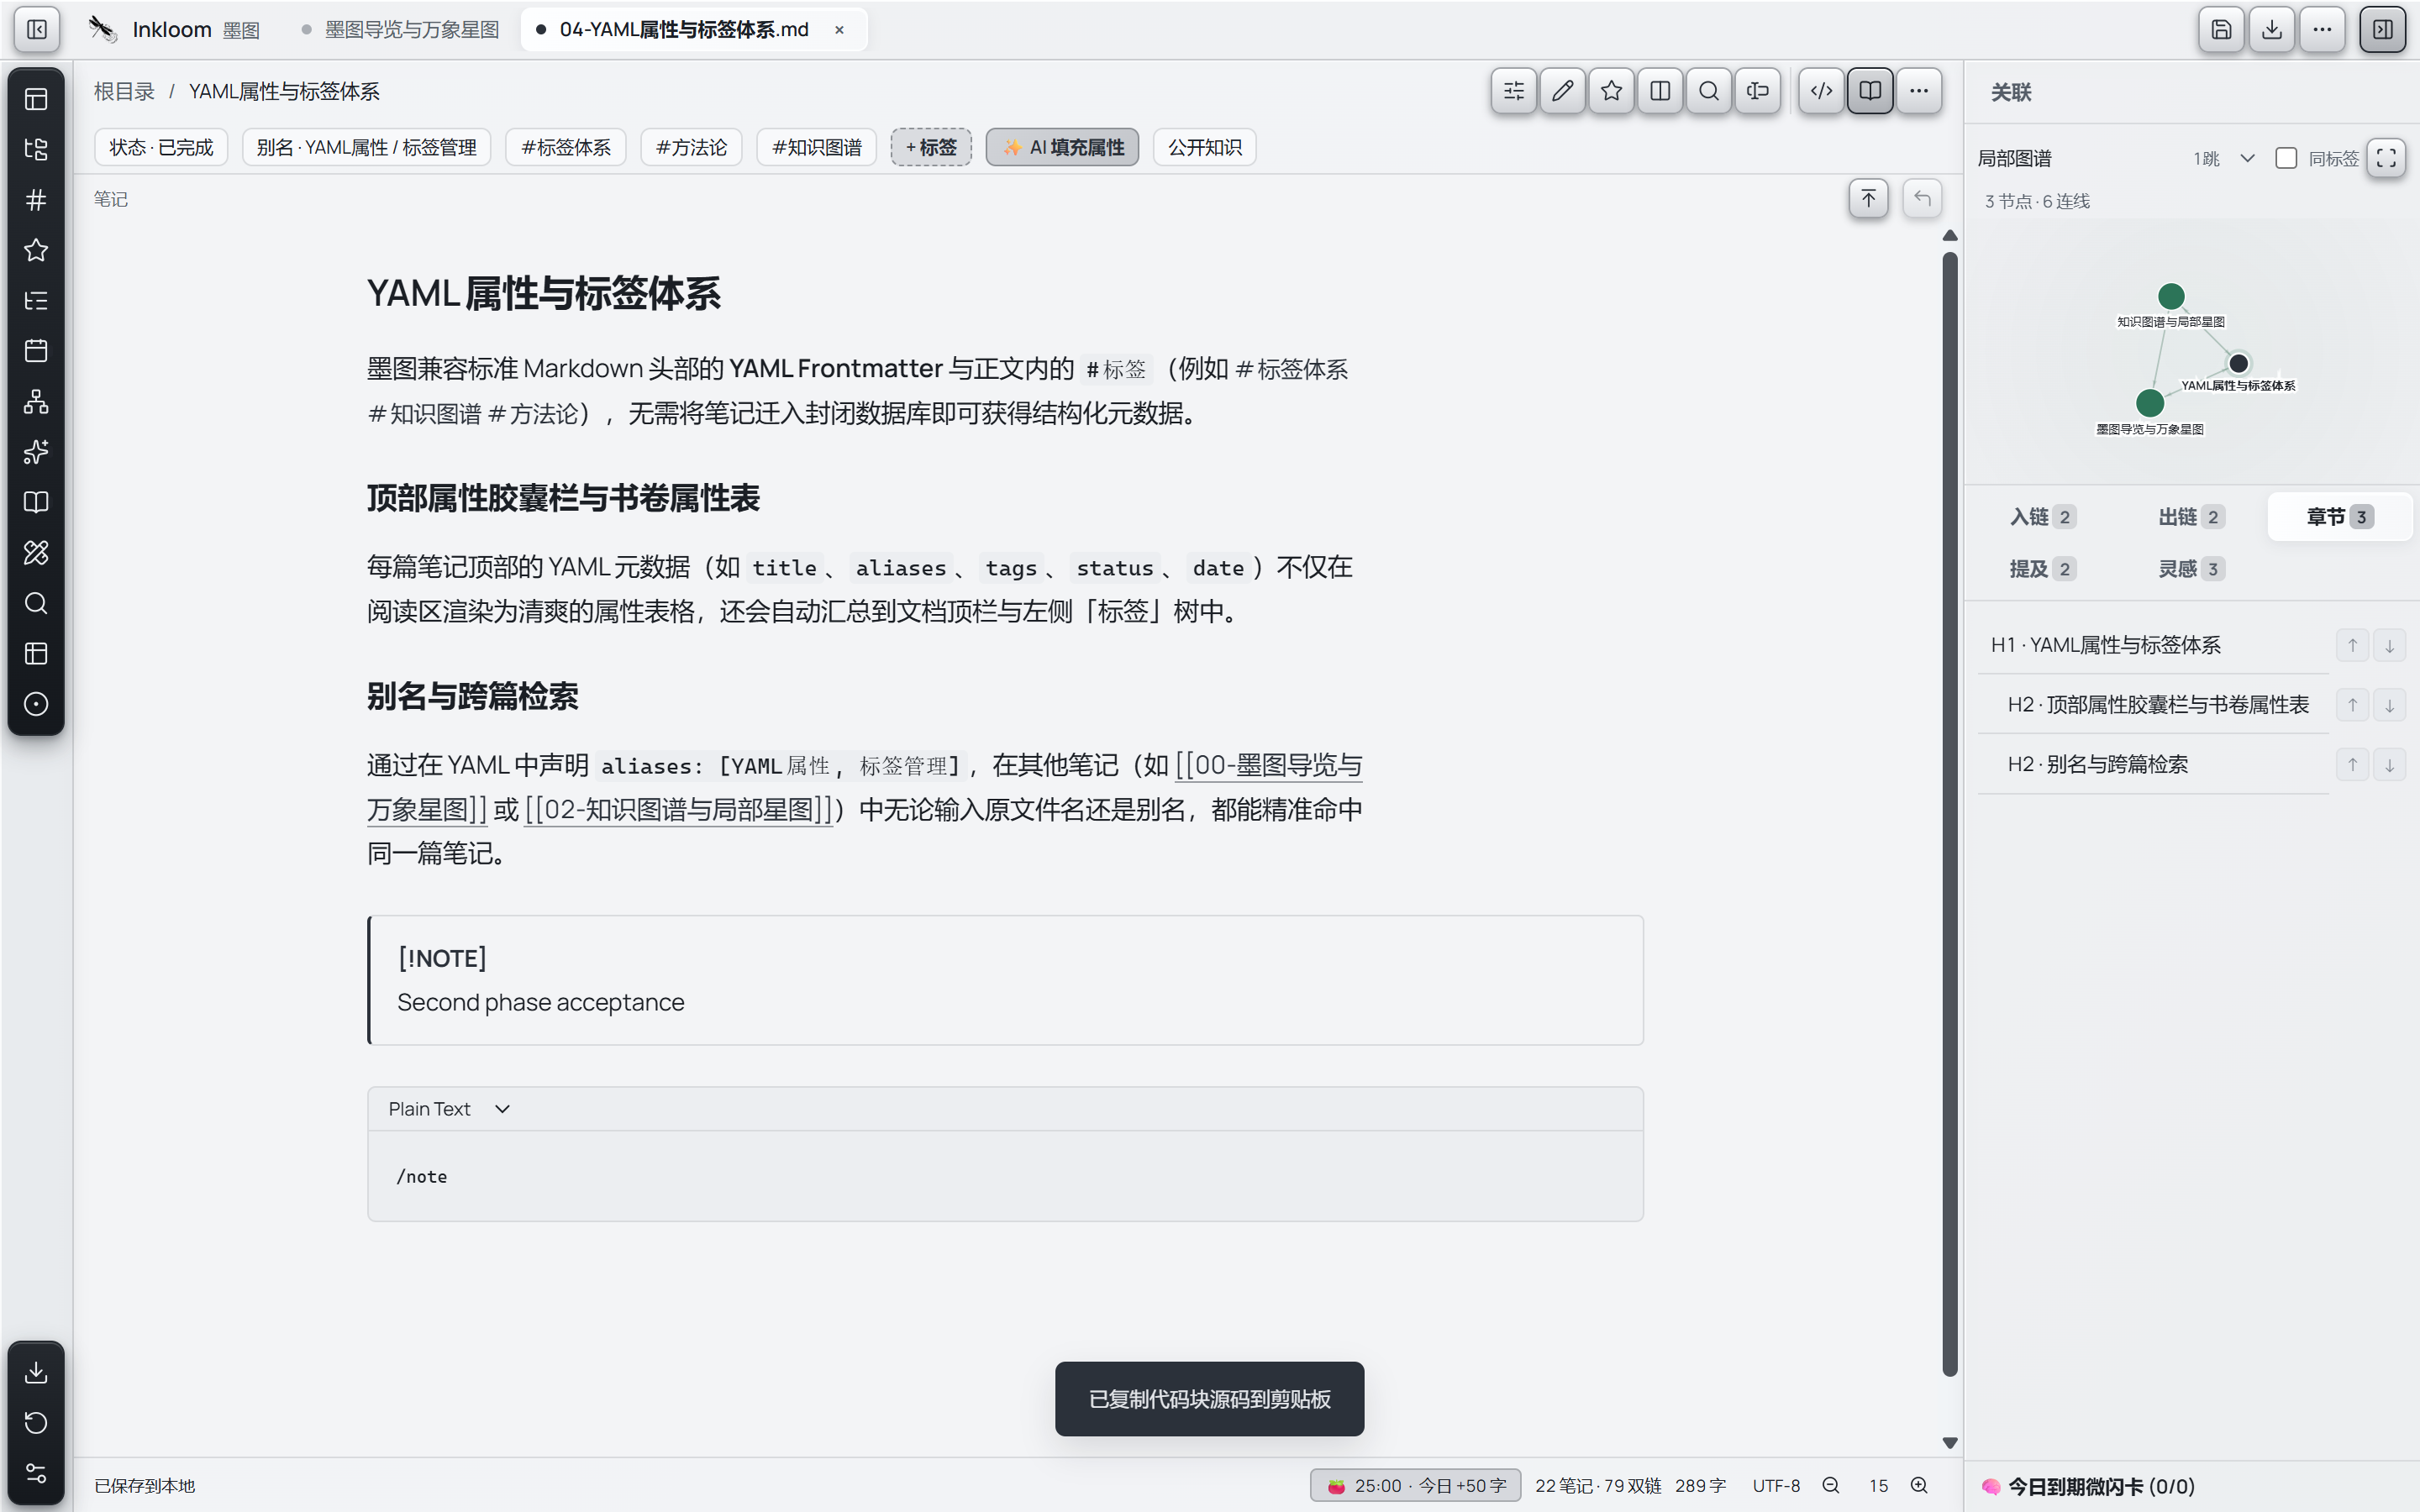 Inkloom 墨图
墨图导览与万象星图
04-YAML属性与标签体系.md ×
根目录 / YAML属性与标签体系
状态 · 已完成
别名 · YAML属性 / 标签管理
#标签体系
#方法论
#知识图谱
+ 标签
✨ AI 填充属性
公开知识
笔记
YAML 属性与标签体系
墨图兼容标准 Markdown 头部的 YAML Frontmatter 与正文内的 #标签 （例如 #标签体系
#知识图谱 #方法论），无需将笔记迁入封闭数据库即可获得结构化元数据。
顶部属性胶囊栏与书卷属性表
每篇笔记顶部的 YAML 元数据（如 title 、 aliases 、 tags 、 status 、 date ）不仅在
阅读区渲染为清爽的属性表格，还会自动汇总到文档顶栏与左侧「标签」树中。
别名与跨篇检索
通过在 YAML 中声明 aliases: [YAML属性, 标签管理] ，在其他笔记（如 [[00-墨图导览与
万象星图]] 或 [[02-知识图谱与局部星图]]）中无论输入原文件名还是别名，都能精准命中
同一篇笔记。
[!NOTE]
Second phase acceptance
Plain Text
/note
已复制代码块源码到剪贴板
关联
局部图谱
1跳
同标签
3 节点 · 6 连线
知识图谱与局部星图
YAML属性与标签体系
墨图导览与万象星图
入链 2
出链 2
章节 3
提及 2
灵感 3
H1 · YAML属性与标签体系 ↑ ↓
H2 · 顶部属性胶囊栏与书卷属性表 ↑ ↓
H2 · 别名与跨篇检索 ↑ ↓
已保存到本地
25:00 · 今日 +50 字
22 笔记 · 79 双链
289 字
UTF-8
15
今日到期微闪卡 (0/0)